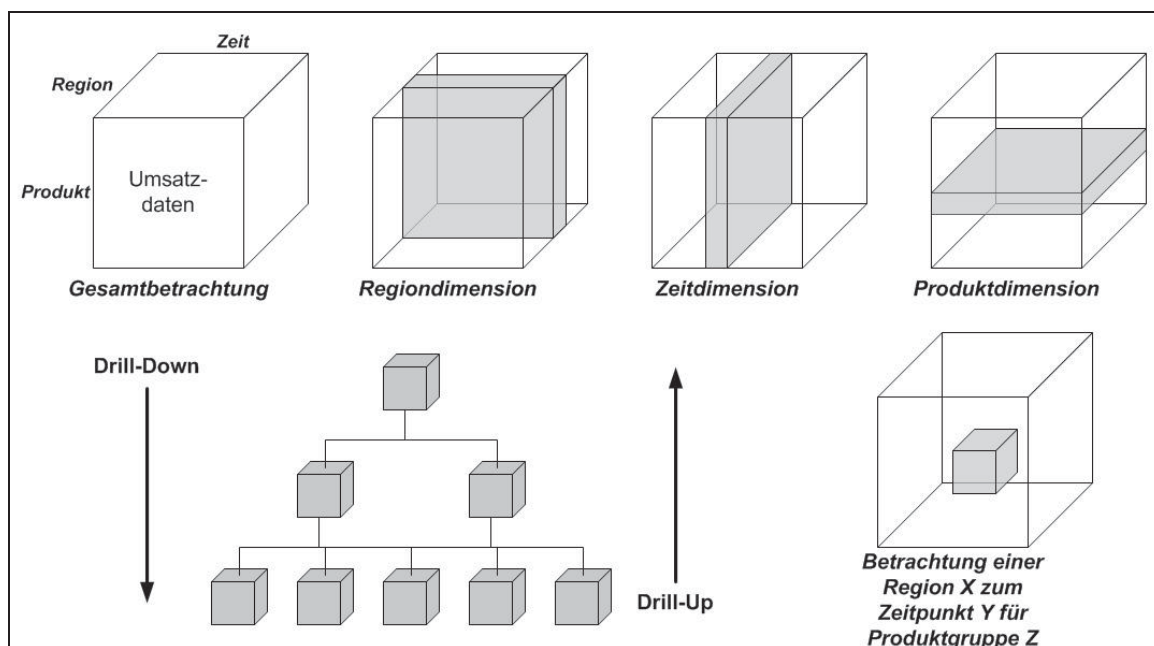 Zeit
Region
Produkt
Umsatz-
daten
Gesamtbetrachtung
Regiondimension
Zeitdimension
Produktdimension
Drill-Down
Drill-Up
Betrachtung einer
Region X zum
Zeitpunkt Y für
Produktgruppe Z